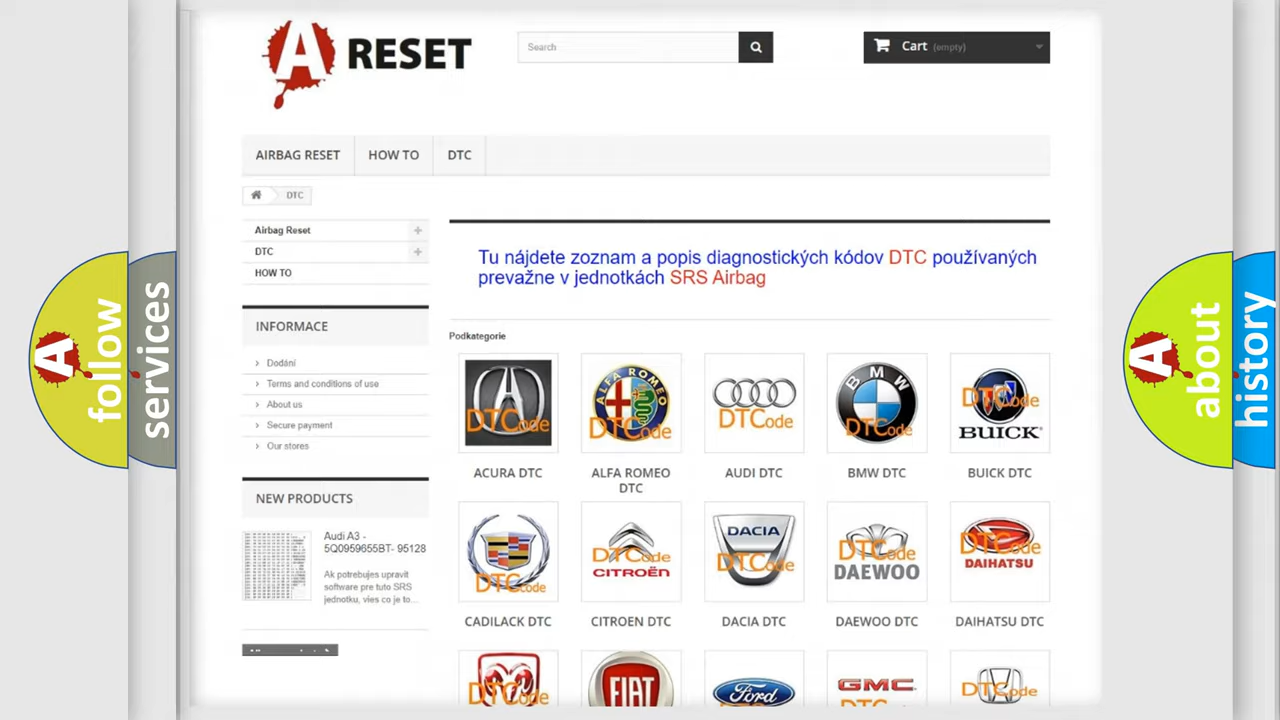 A RESET
Search
Cart (empty)
AIRBAG RESET
HOW TO
DTC
DTC
Airbag Reset
DTC
HOW TO
Tu nájdete zoznam a popis diagnostických kódov DTC používaných
prevažne v jednotkách SRS Airbag
INFORMACE
Dodání
Terms and conditions of use
About us
Secure payment
Our stores
NEW PRODUCTS
Audi A3 -
5Q0959655BT- 95128
Ak potrebujes upravit
software pre tuto SRS
jednotku, vies co je to...
Podkategorie
DTCode
ALFA ROMEO
DTCode
DTCode
BMW
DTCode
DTCode
BUICK
ACURA DTC
ALFA ROMEO
DTC
AUDI DTC
BMW DTC
BUICK DTC
DTCode
DTCode
CITROËN
DACIA
DTCode
DTCode
DAEWOO
DTCode
DAIHATSU
CADILACK DTC
CITROEN DTC
DACIA DTC
DAEWOO DTC
DAIHATSU DTC
DTCode
FIAT
Ford
GMC
DTCode
A follow
services
A about
history